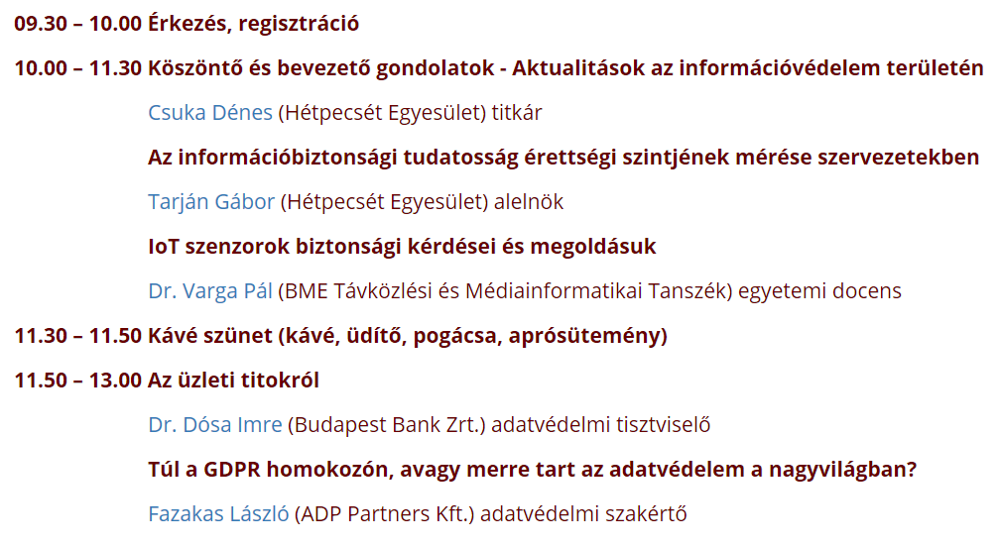 09.30 – 10.00 Érkezés, regisztráció
10.00 – 11.30 Köszöntő és bevezető gondolatok - Aktualitások az információvédelem területén
Csuka Dénes (Hétpecsét Egyesület) titkár
Az információbiztonsági tudatosság érettségi szintjének mérése szervezetekben
Tarján Gábor (Hétpecsét Egyesület) alelnök
IoT szenzorok biztonsági kérdései és megoldásuk
Dr. Varga Pál (BME Távközlési és Médiainformatikai Tanszék) egyetemi docens
11.30 – 11.50 Kávé szünet (kávé, üdítő, pogácsa, aprósütemény)
11.50 – 13.00 Az üzleti titokról
Dr. Dósa Imre (Budapest Bank Zrt.) adatvédelmi tisztviselő
Túl a GDPR homokozón, avagy merre tart az adatvédelem a nagyvilágban?
Fazakas László (ADP Partners Kft.) adatvédelmi szakértő